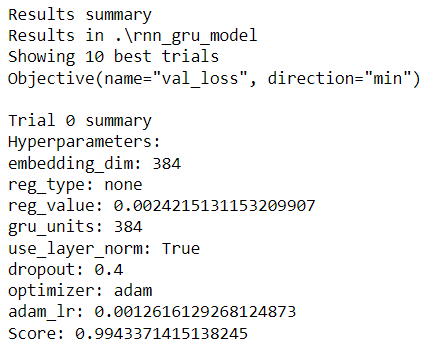 Results summary
Results in .\rnn_gru_model
Showing 10 best trials
Objective(name="val_loss", direction="min")
Trial 0 summary
Hyperparameters:
embedding_dim: 384
reg_type: none
reg_value: 0.0024215131153209907
gru_units: 384
use_layer_norm: True
dropout: 0.4
optimizer: adam
adam_lr: 0.0012616129268124873
Score: 0.9943371415138245